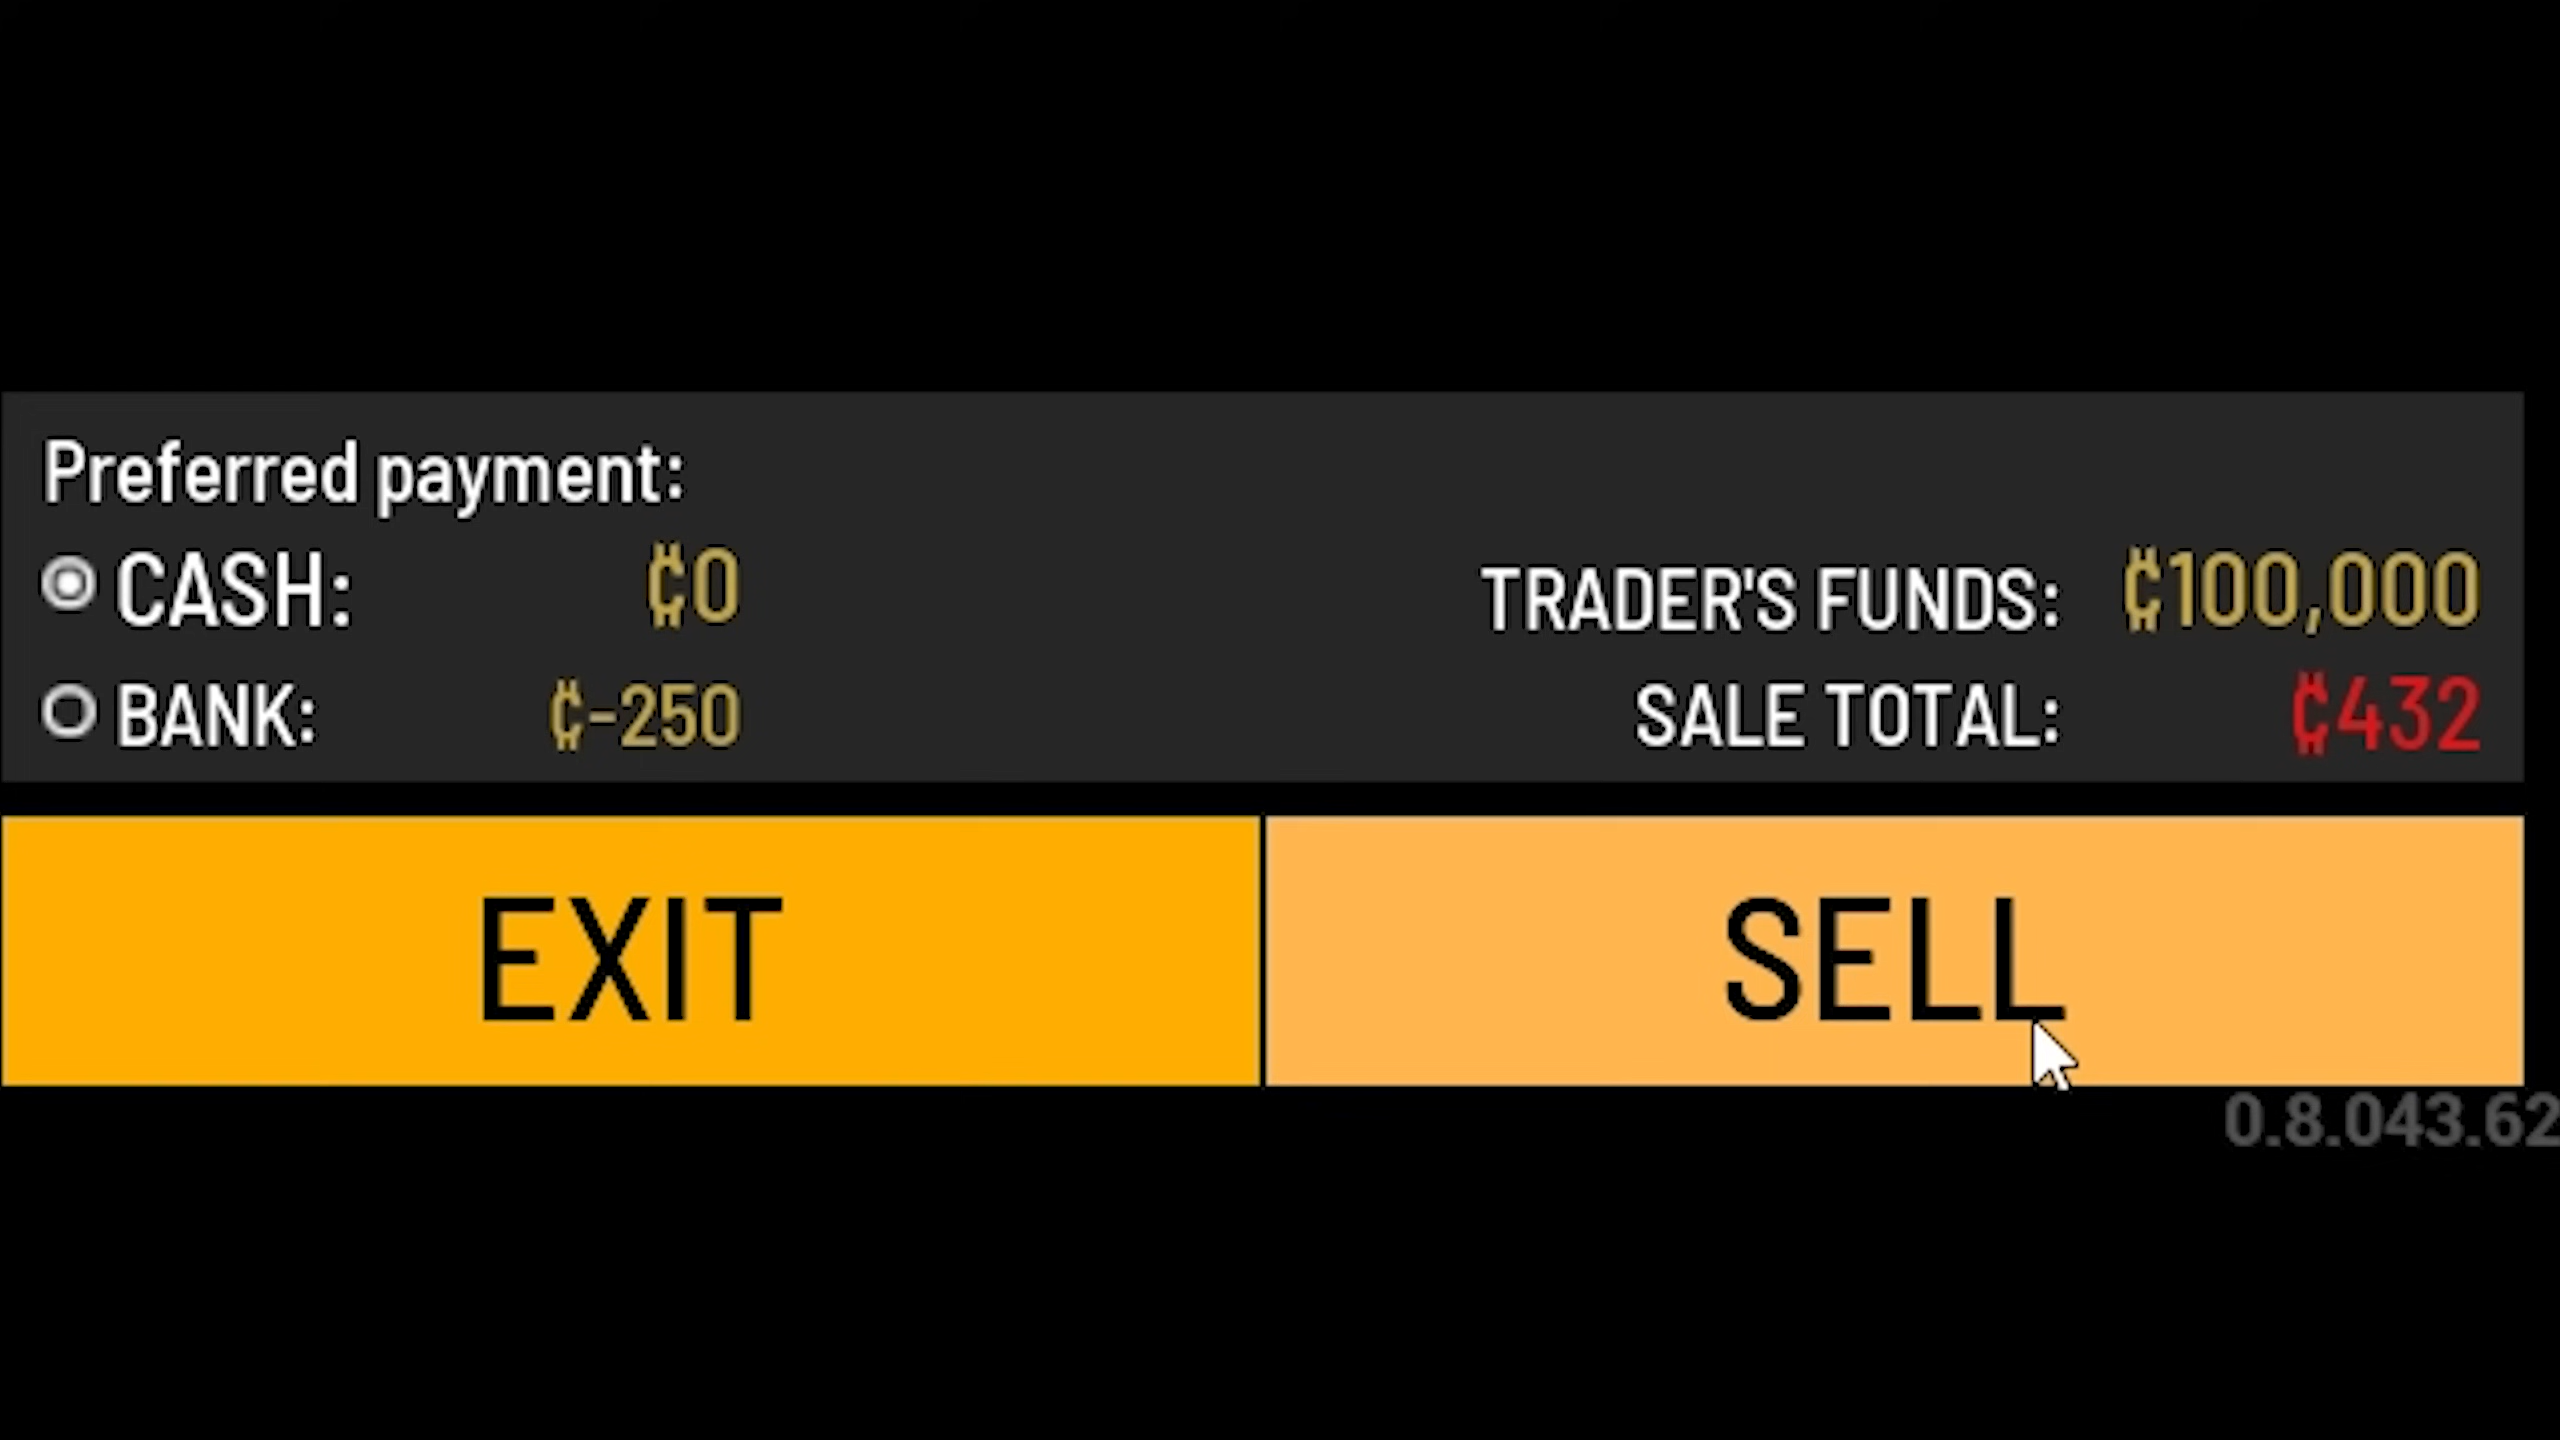 Preferred payment:
CASH: ₵0
TRADER'S FUNDS: ₵100,000
BANK: ₵-250
SALE TOTAL: ₵432
EXIT
SELL
0.8.043.62